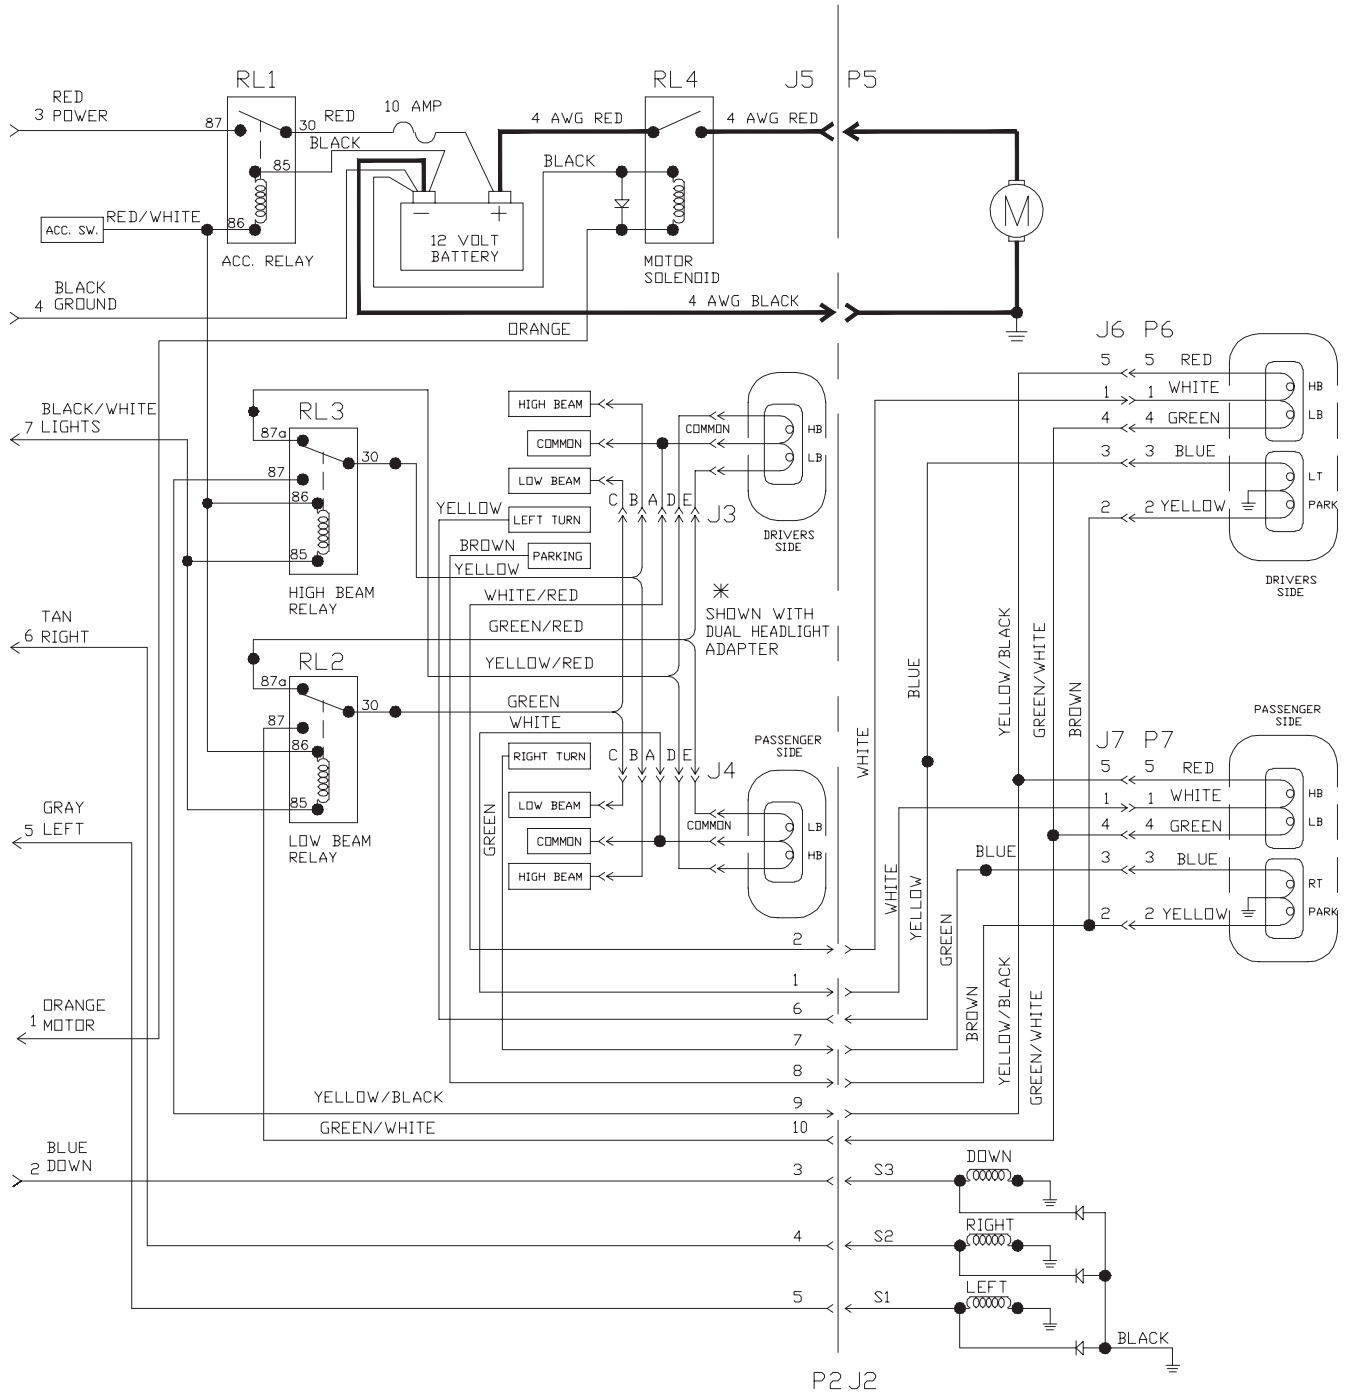 RL1
RL4
J5
P5
RED
3 POWER
87
30
RED
10 AMP
4 AWG RED
4 AWG RED
BLACK
85
BLACK
ACC. SW.
RED/WHITE
86
−
+
12 VOLT
BATTERY
M
ACC. RELAY
MOTOR
SOLENOID
BLACK
4 GROUND
4 AWG BLACK
ORANGE
J6 P6
5 5 RED
1 1 WHITE
4 4 GREEN
3 3 BLUE
2 2 YELLOW
HB
LB
LT
PARK
DRIVERS
SIDE
BLACK/WHITE
7 LIGHTS
RL3
87a
30
87
86
85
HIGH BEAM
RELAY
HIGH BEAM
COMMON
LOW BEAM
YELLOW
LEFT TURN
BROWN
PARKING
YELLOW
COMMON
HB
LB
C B A D E
J3
DRIVERS
SIDE
WHITE/RED
GREEN/RED
YELLOW/RED
SHOWN WITH
DUAL HEADLIGHT
ADAPTER
TAN
6 RIGHT
RL2
87a
30
87
86
85
LOW BEAM
RELAY
GREEN
WHITE
RIGHT TURN
C B A D E
J4
PASSENGER
SIDE
LOW BEAM
COMMON
HIGH BEAM
GREEN
COMMON
LB
HB
WHITE
BLUE
YELLOW/BLACK
GREEN/WHITE
BROWN
PASSENGER
SIDE
J7 P7
5 5 RED
1 1 WHITE
4 4 GREEN
3 3 BLUE
2 2 YELLOW
HB
LB
RT
PARK
BLUE
GRAY
5 LEFT
WHITE
YELLOW
GREEN
BROWN
YELLOW/BLACK
GREEN/WHITE
2
1
6
7
8
ORANGE
1 MOTOR
YELLOW/BLACK
9
GREEN/WHITE
10
BLUE
2 DOWN
3
S3
DOWN
4
S2
RIGHT
5
S1
LEFT
BLACK
P2 J2